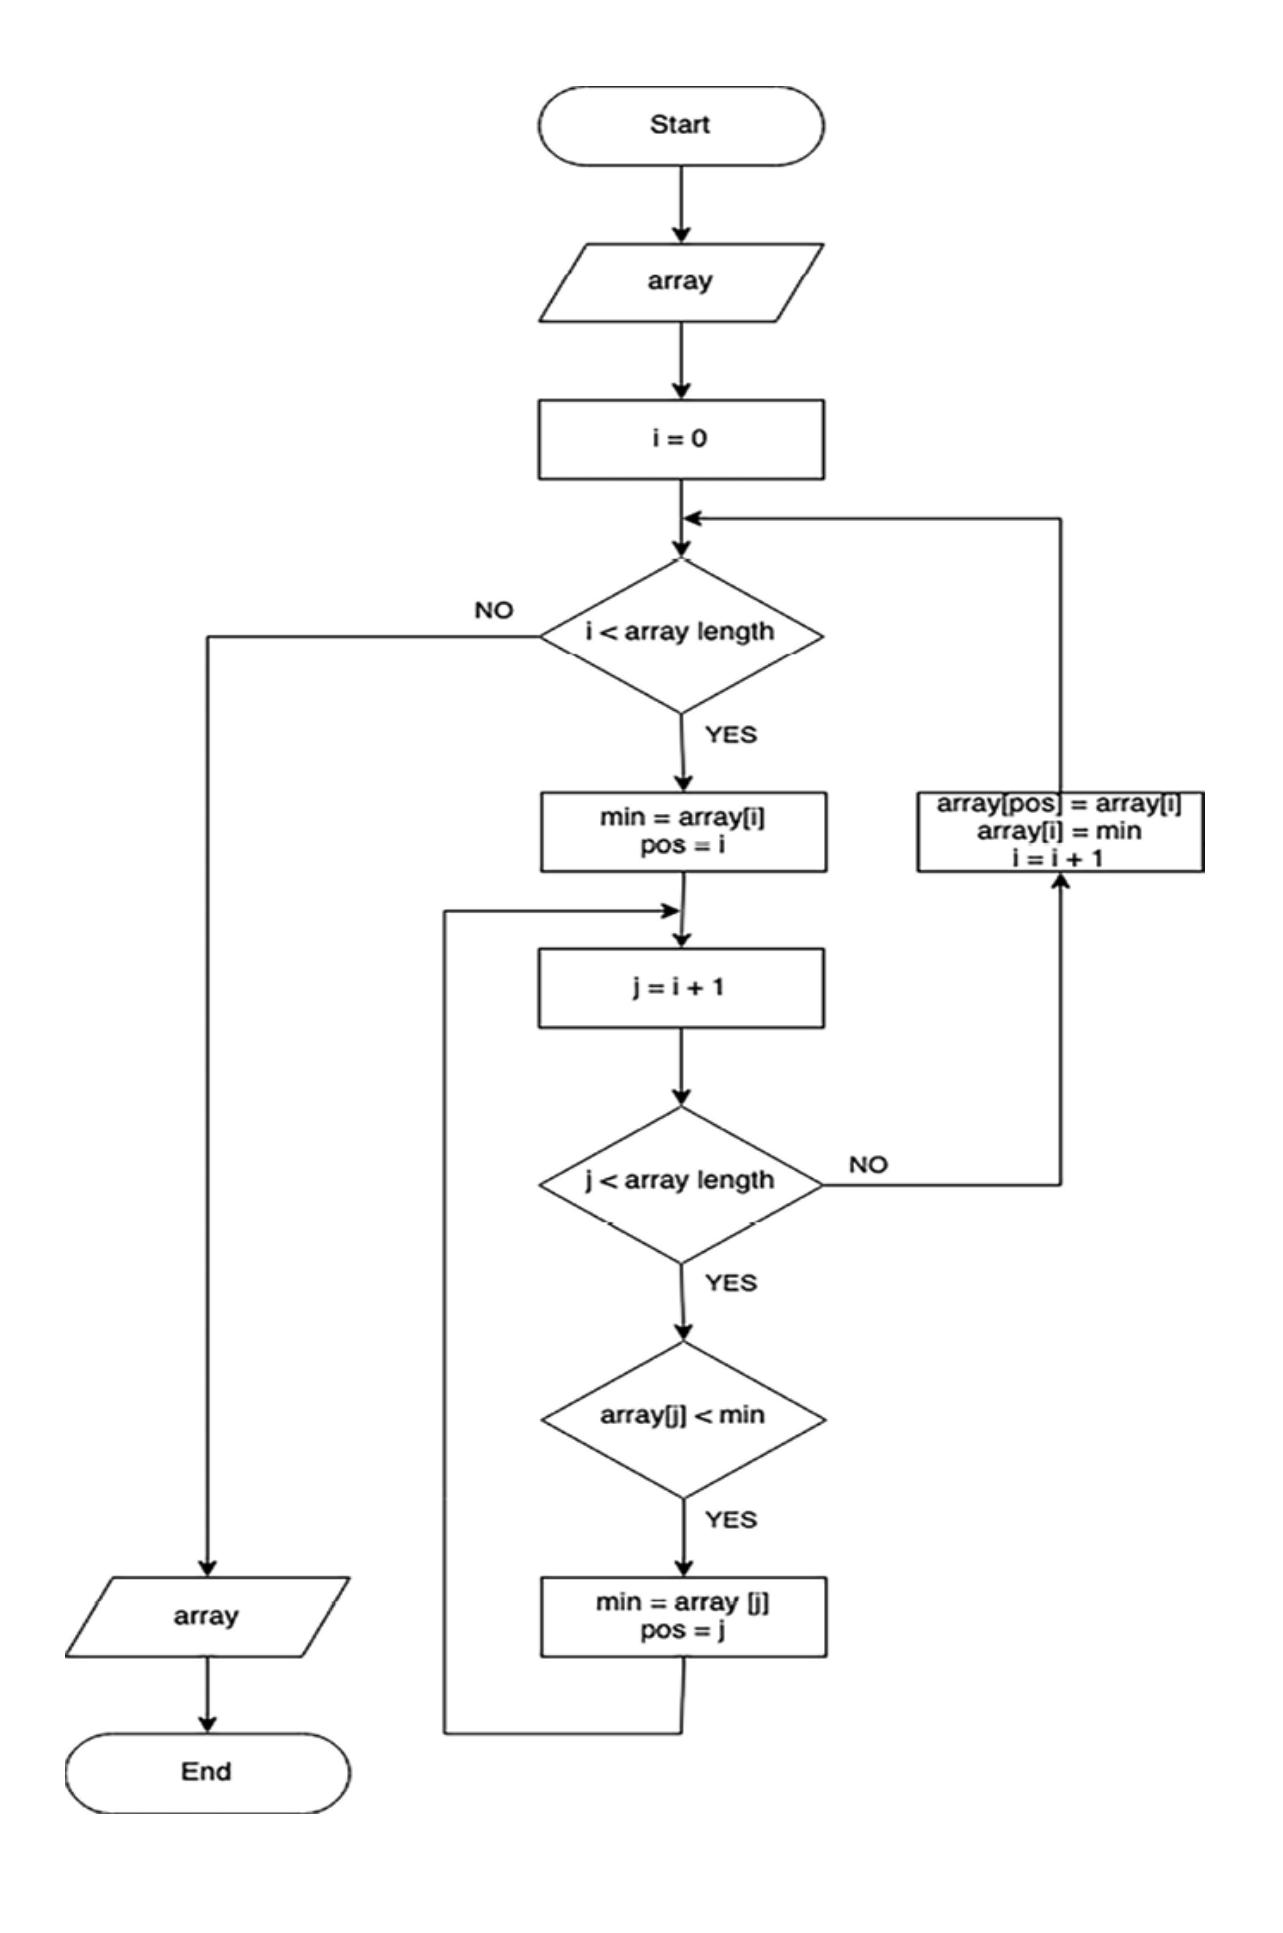 Start
array
i = 0
i < array length
NO
YES
min = array[i]
pos = i
array[pos] = array[i]
array[i] = min
i = i + 1
j = i + 1
j < array length
NO
YES
array[j] < min
YES
min = array [j]
pos = j
array
End